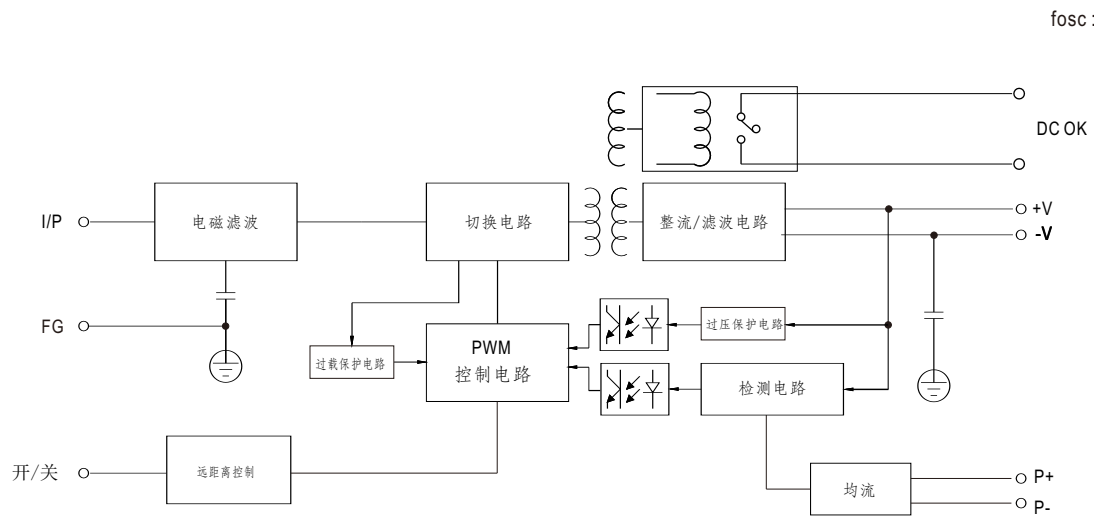 fosc :
DC OK
I/P
电磁滤波
切换电路
整流/滤波电路
+V
-V
FG
过载保护电路
PWM
控制电路
过压保护电路
检测电路
开/关
远距离控制
均流
P+
P-